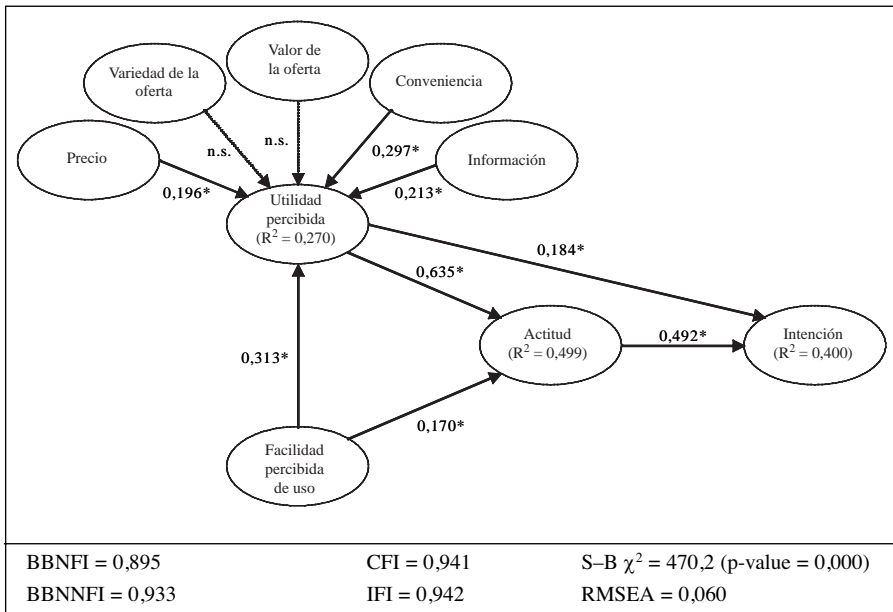 Valor de
la oferta
Variedad de la
oferta
Conveniencia
Precio
n.s.
n.s.
0,297*
Información
0,196*
0,213*
Utilidad
percibida
(R² = 0,270)
0,184*
0,635*
Actitud
(R² = 0,499)
0,492*
Intención
(R² = 0,400)
0,313*
0,170*
Facilidad
percibida
de uso
BBNFI = 0,895 CFI = 0,941 S–B χ² = 470,2 (p-value = 0,000)
BBNNFI = 0,933 IFI = 0,942 RMSEA = 0,060